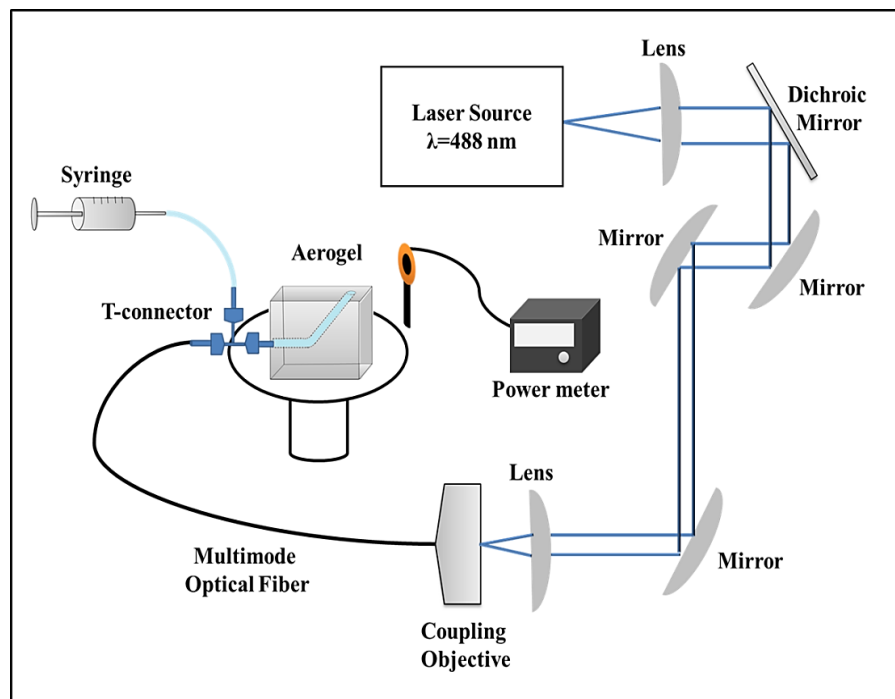 Lens
Laser Source
λ=488 nm
Dichroic
Mirror
Syringe
Aerogel
Mirror
Mirror
T-connector
Power meter
Lens
Multimode
Optical Fiber
Mirror
Coupling
Objective